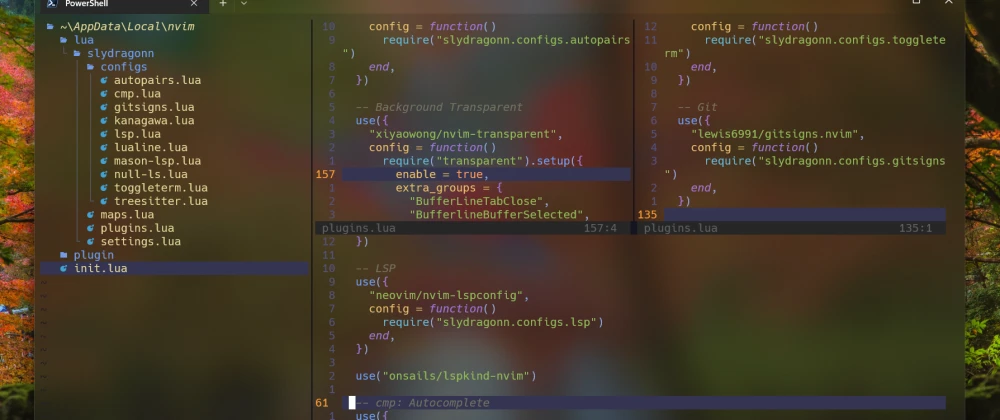 PowerShell
~\AppData\Local\nvim
lua
slydragonn
configs
autopairs.lua
cmp.lua
gitsigns.lua
kanagawa.lua
lsp.lua
lualine.lua
mason-lsp.lua
null-ls.lua
toggleterm.lua
treesitter.lua
maps.lua
plugins.lua
settings.lua
plugin
init.lua
10 config = function()
9 require("slydragonn.configs.autopairs
")
8 end,
7 })
6
5 -- Background Transparent
4 use({
3 "xiyaowong/nvim-transparent",
2 config = function()
1 require("transparent").setup({
157 enable = true,
1 extra_groups = {
2 "BufferLineTabClose",
3 "BufferlineBufferSelected",
plugins.lua 157:4
12 config = function()
11 require("slydragonn.configs.togglete
rm")
10 end,
9 })
8
7 -- Git
6 use({
5 "lewis6991/gitsigns.nvim",
4 config = function()
3 require("slydragonn.configs.gitsigns
")
2 end,
1 })
135
plugins.lua 135:1
12 })
11
10 -- LSP
9 use({
8 "neovim/nvim-lspconfig",
7 config = function()
6 require("slydragonn.configs.lsp")
5 end,
4 })
3
2 use("onsails/lspkind-nvim")
1
61 -- cmp: Autocomplete
1 use({